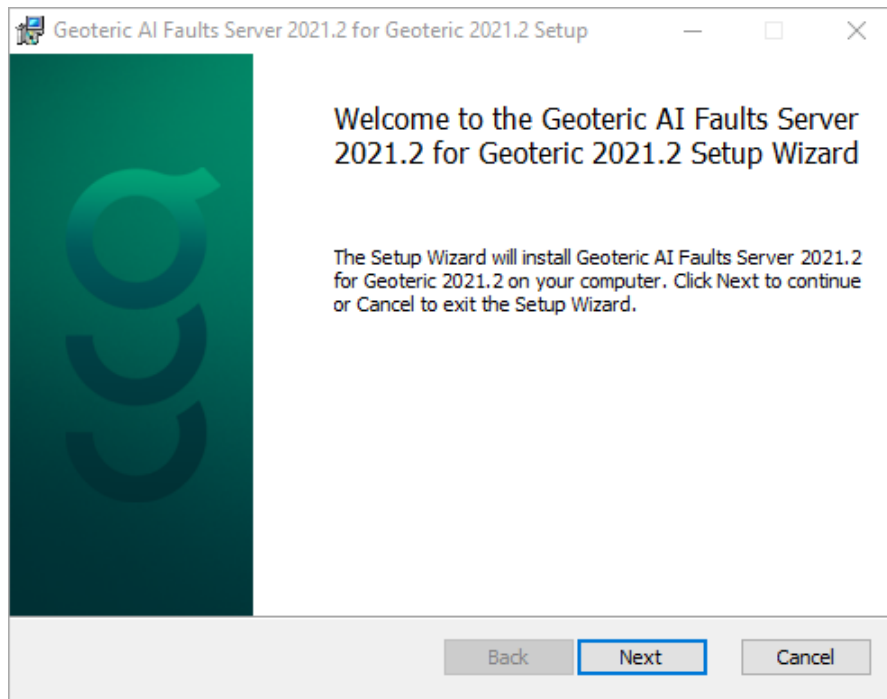 Geoteric AI Faults Server 2021.2 for Geoteric 2021.2 Setup
Welcome to the Geoteric AI Faults Server
2021.2 for Geoteric 2021.2 Setup Wizard
The Setup Wizard will install Geoteric AI Faults Server 2021.2
for Geoteric 2021.2 on your computer. Click Next to continue
or Cancel to exit the Setup Wizard.
Back Next Cancel